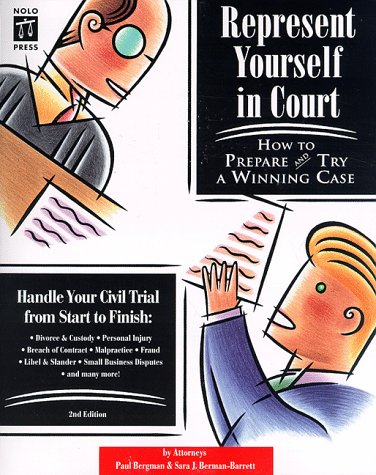 NOLO
PRESS
Represent
Yourself
in Court
HOW TO
PREPARE AND TRY
A WINNING CASE
Handle Your Civil Trial
from Start to Finish:
• Divorce & Custody • Personal Injury
• Breach of Contract • Malpractice • Fraud
• Libel & Slander • Small Business Disputes
• and many more!
2nd Edition
by Attorneys
Paul Bergman & Sara J. Berman-Barrett